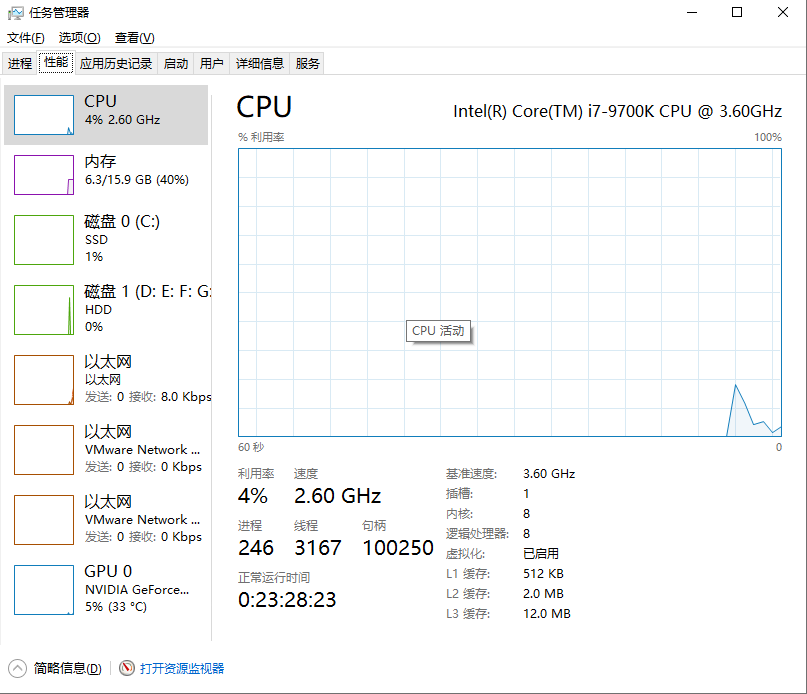 任务管理器
文件(F) 选项(O) 查看(V)
进程 性能 应用历史记录 启动 用户 详细信息 服务
CPU
4% 2.60 GHz
内存
6.3/15.9 GB (40%)
磁盘 0 (C:)
SSD
1%
磁盘 1 (D: E: F: G:
HDD
0%
以太网
以太网
发送: 0 接收: 8.0 Kbps
以太网
VMware Network ...
发送: 0 接收: 0 Kbps
以太网
VMware Network ...
发送: 0 接收: 0 Kbps
GPU 0
NVIDIA GeForce...
5% (33 °C)
CPU
Intel(R) Core(TM) i7-9700K CPU @ 3.60GHz
% 利用率 100%
CPU 活动
60 秒 0
利用率 速度
4% 2.60 GHz
进程 线程 句柄
246 3167 100250
正常运行时间
0:23:28:23
基准速度: 3.60 GHz
插槽: 1
内核: 8
逻辑处理器: 8
虚拟化: 已启用
L1 缓存: 512 KB
L2 缓存: 2.0 MB
L3 缓存: 12.0 MB
简略信息(D) 打开资源监视器